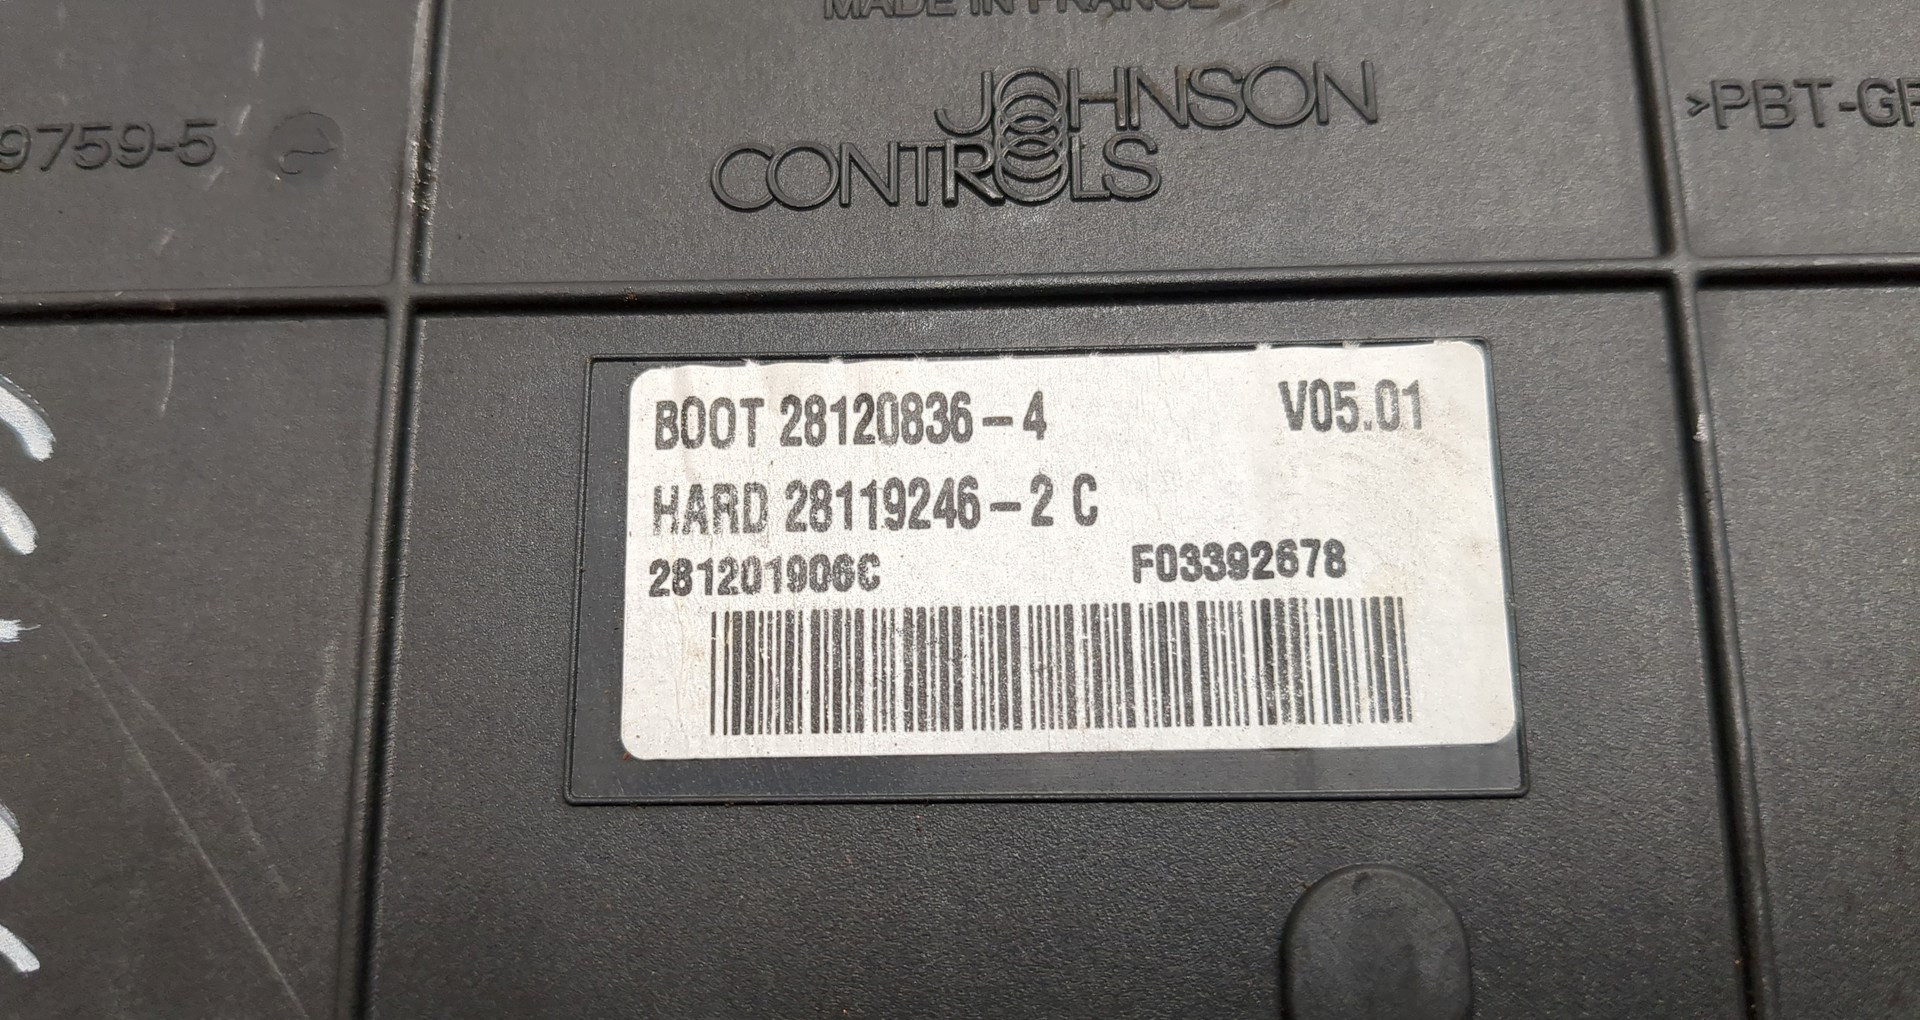 MADE IN FRANCE
JOHNSON
CONTROLS
9759-5
>PBT-GF
BOOT 28120836-4 V05.01
HARD 28119246-2 C
281201906C F03392678